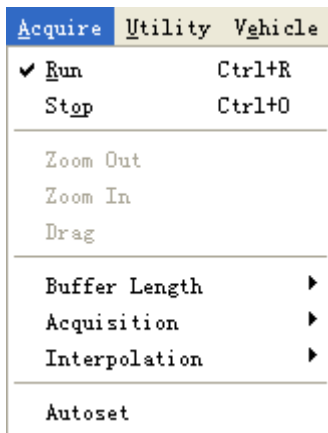 Acquire Utility Vehicle
Run Ctrl+R
Stop Ctrl+O
Zoom Out
Zoom In
Drag
Buffer Length
Acquisition
Interpolation
Autoset